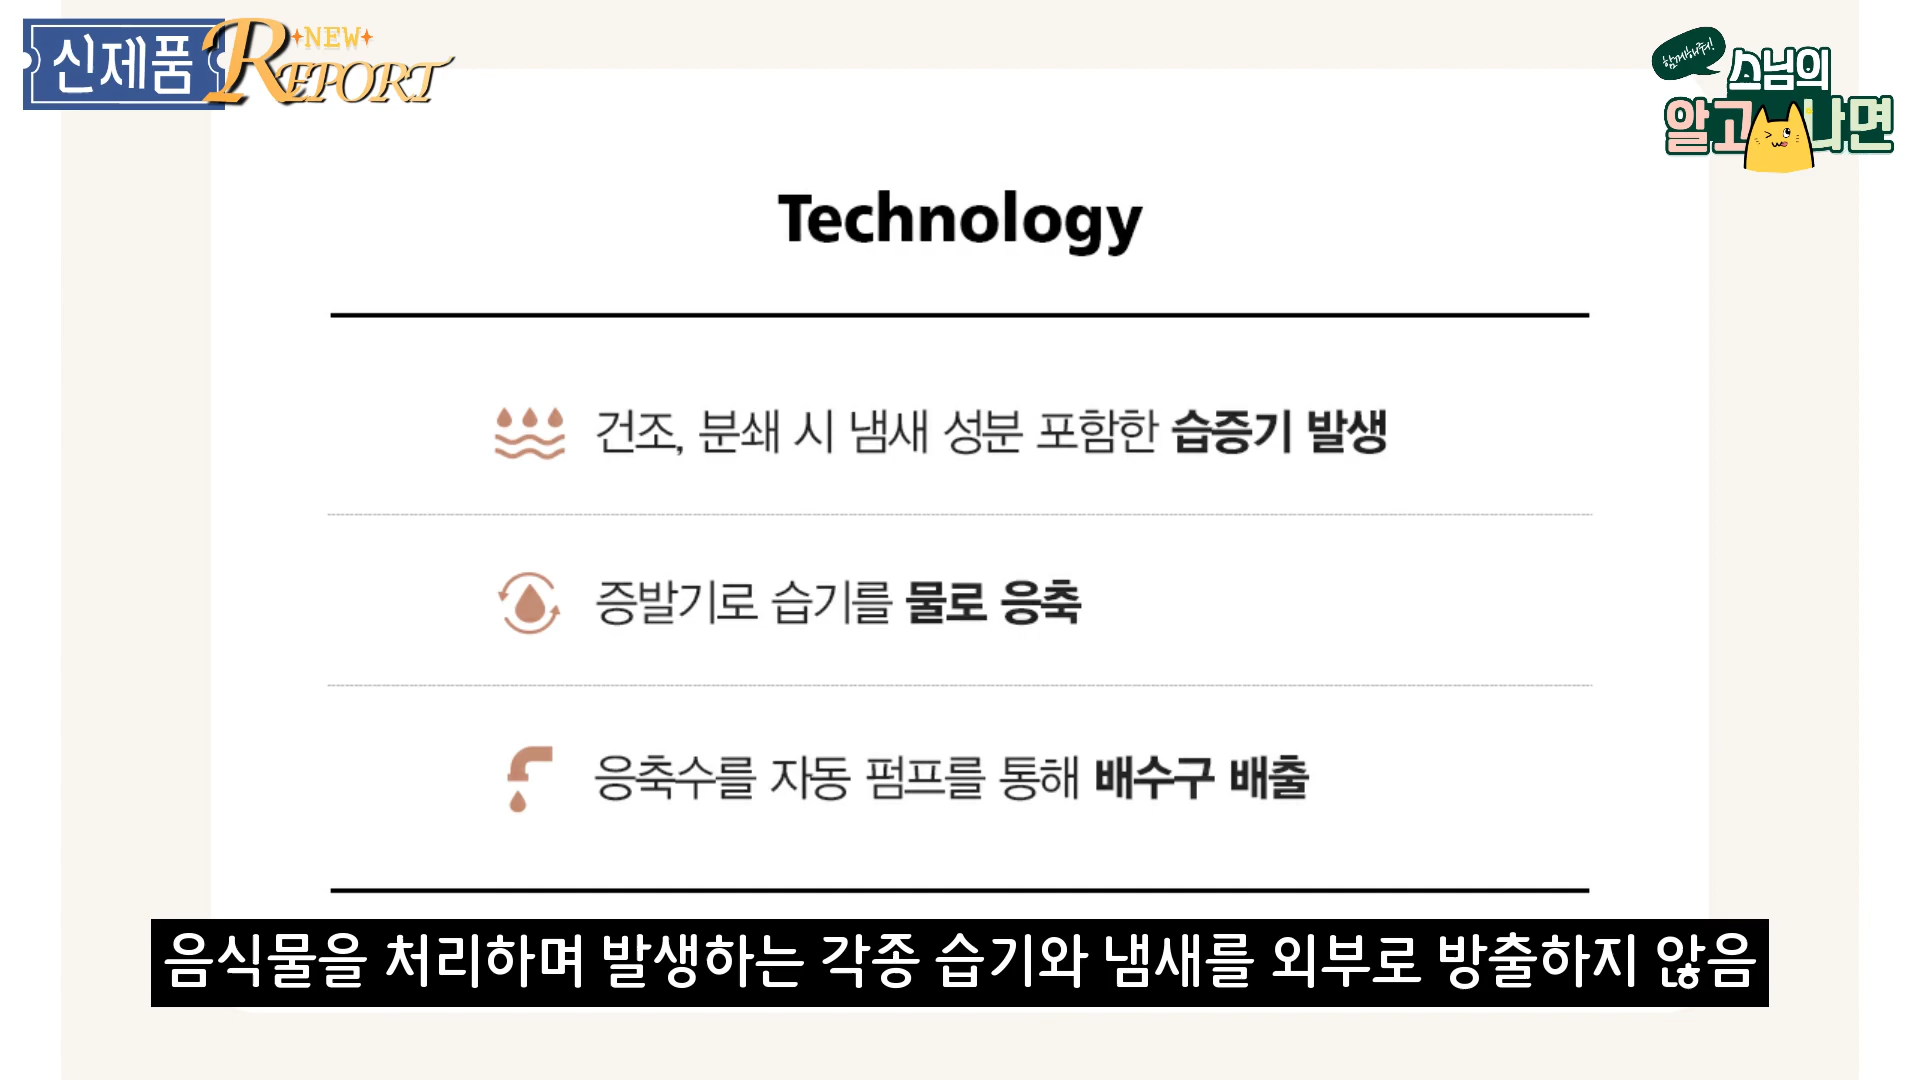 신제품
NEW
REPORT
함께해줘!
스님의
알고나면
Technology
건조, 분쇄 시 냄새 성분 포함한 습증기 발생
증발기로 습기를 물로 응축
응축수를 자동 펌프를 통해 배수구 배출
음식물을 처리하며 발생하는 각종 습기와 냄새를 외부로 방출하지 않음